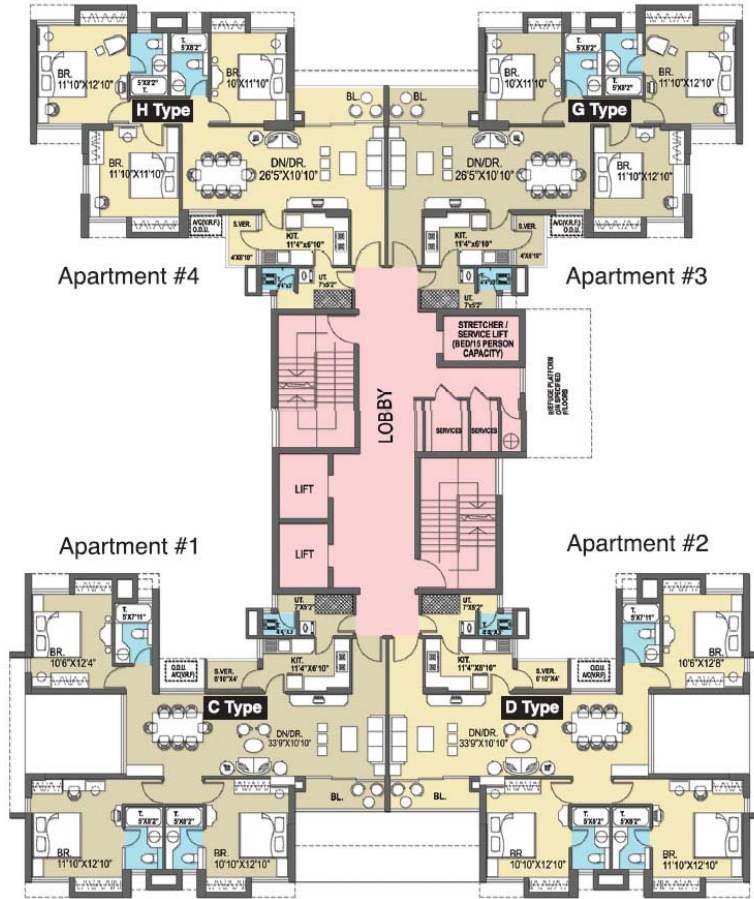 T.
5'X8'2"
BR.
11'10"X12'10"
5'X8'2"
T.
BR.
10'X11'10"
H Type
BR.
11'10"X11'10"
BL.
DN/DR.
26'5"X10'10"
KIT.
11'4"x6'10"
S.VER.
4'X6'10"
A/C(V.R.F.)
O.D.U.
UT.
7'x5'2"
T.
Apartment #4
T.
5'X8'2"
BR.
10'X11'10"
T.
5'X8'2"
BR.
11'10"X12'10"
G Type
BR.
11'10"X12'10"
BL.
DN/DR.
26'5"X10'10"
KIT.
11'4"x6'10"
S.VER.
4'X6'10"
A/C(V.R.F.)
O.D.U.
UT.
7'x5'2"
Apartment #3
STRETCHER /
SERVICE LIFT
(BED/15 PERSON
CAPACITY)
REFUGE PLATFORM
ON SPECIFIED
FLOORS
LOBBY
SERVICES
SERVICES
LIFT
LIFT
Apartment #1
T.
5'X7'11"
BR.
10'6"X12'4"
O.D.U.
A/C(V.R.F)
S.VER.
6'10"X4'
UT.
7'X5'2"
KIT.
11'4"X6'10"
C Type
DN/DR.
33'9"X10'10"
BL.
T.
5'X8'2"
T.
5'X8'2"
BR.
11'10"X12'10"
BR.
10'10"X12'10"
Apartment #2
UT.
7'X5'2"
KIT.
S.VER.
6'10"X4'
O.D.U.
A/C(V.R.F)
T.
5'X7'11"
BR.
10'6"X12'8"
D Type
DN/DR.
33'9"X10'10"
BL.
T.
5'X8'2"
T.
5'X8'2"
BR.
10'10"X12'10"
BR.
11'10"X12'10"